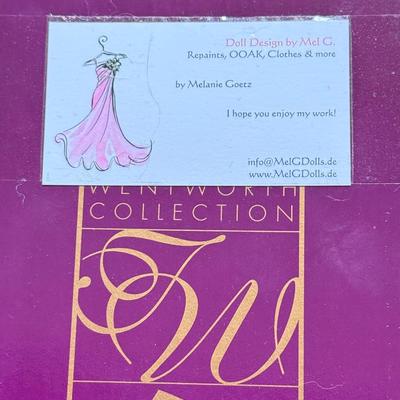 Doll Design by Mel G.
Repaints, OOAK, Clothes & more
by Melanie Goetz
I hope you enjoy my work!
info@MelGDolls.de
www.MelGDolls.de
WENTWORTH
COLLECTION
TW